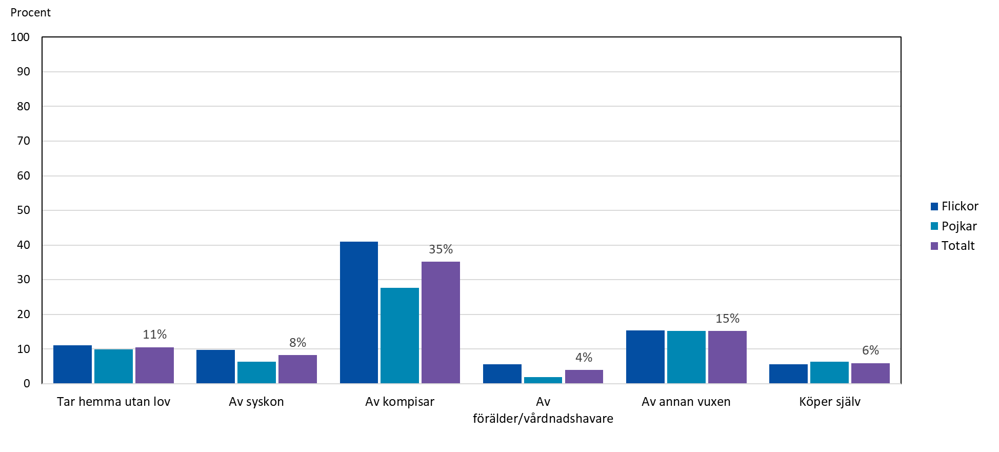 Procent
100
90
80
70
60
50
40
30
20
10
0
11%
8%
35%
4%
15%
6%
Tar hemma utan lov
Av syskon
Av kompisar
Av
förälder/vårdnadshavare
Av annan vuxen
Köper själv
Flickor
Pojkar
Totalt